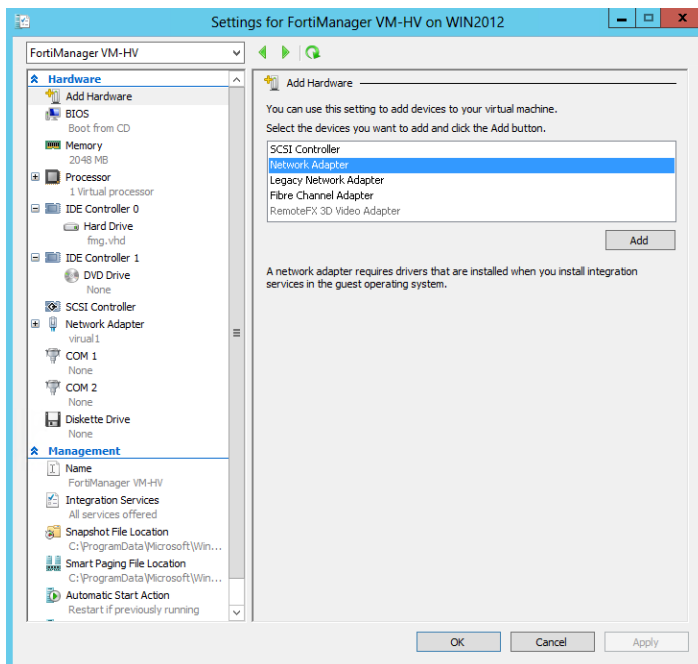 Settings for FortiManager VM-HV on WIN2012
FortiManager VM-HV
Hardware
Add Hardware
BIOS
Boot from CD
Memory
2048 MB
Processor
1 Virtual processor
IDE Controller 0
Hard Drive
fmg.vhd
IDE Controller 1
DVD Drive
None
SCSI Controller
Network Adapter
virual1
COM 1
None
COM 2
None
Diskette Drive
None
Management
Name
FortiManager VM-HV
Integration Services
All services offered
Snapshot File Location
C:\ProgramData\Microsoft\Win...
Smart Paging File Location
C:\ProgramData\Microsoft\Win...
Automatic Start Action
Restart if previously running
Add Hardware
You can use this setting to add devices to your virtual machine.
Select the devices you want to add and click the Add button.
SCSI Controller
Network Adapter
Legacy Network Adapter
Fibre Channel Adapter
RemoteFX 3D Video Adapter
Add
A network adapter requires drivers that are installed when you install integration
services in the guest operating system.
OK
Cancel
Apply